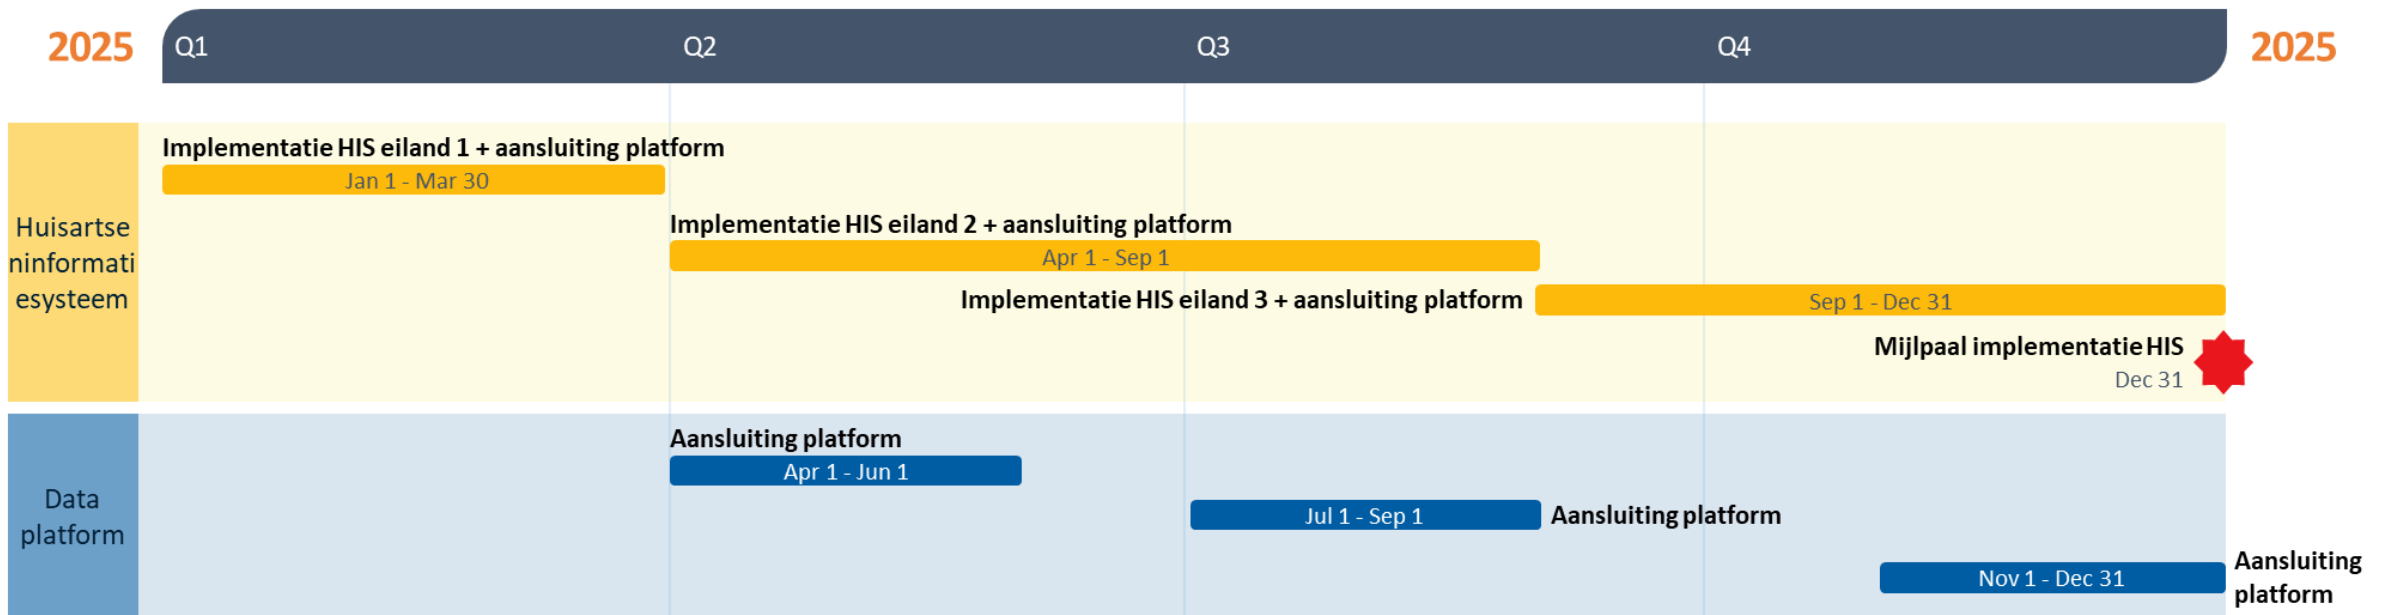 2025
Q1
Q2
Q3
Q4
2025
Huisartse
ninformati
esysteem
Implementatie HIS eiland 1 + aansluiting platform
Jan 1 - Mar 30
Implementatie HIS eiland 2 + aansluiting platform
Apr 1 - Sep 1
Implementatie HIS eiland 3 + aansluiting platform
Sep 1 - Dec 31
Mijlpaal implementatie HIS
Dec 31
Data
platform
Aansluiting platform
Apr 1 - Jun 1
Jul 1 - Sep 1
Aansluiting platform
Nov 1 - Dec 31
Aansluiting
platform